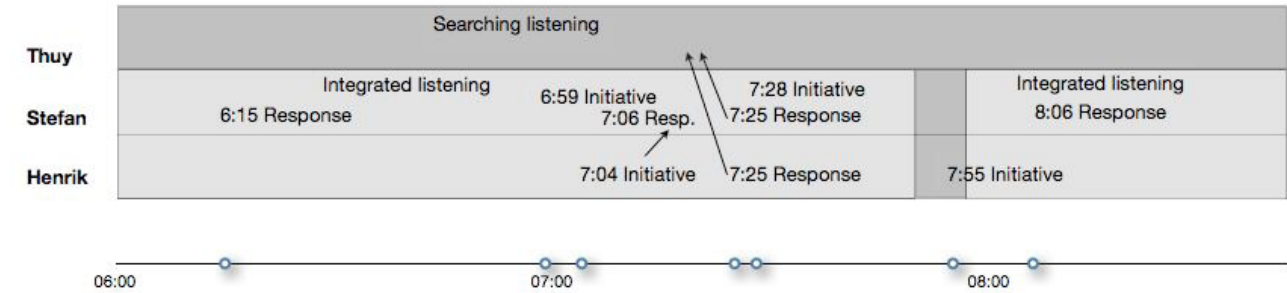 Searching listening
Thuy
Integrated listening
Integrated listening
6:59 Initiative
7:28 Initiative
Stefan
6:15 Response
7:06 Resp.
7:25 Response
8:06 Response
Henrik
7:04 Initiative
7:25 Response
7:55 Initiative
06:00
07:00
08:00